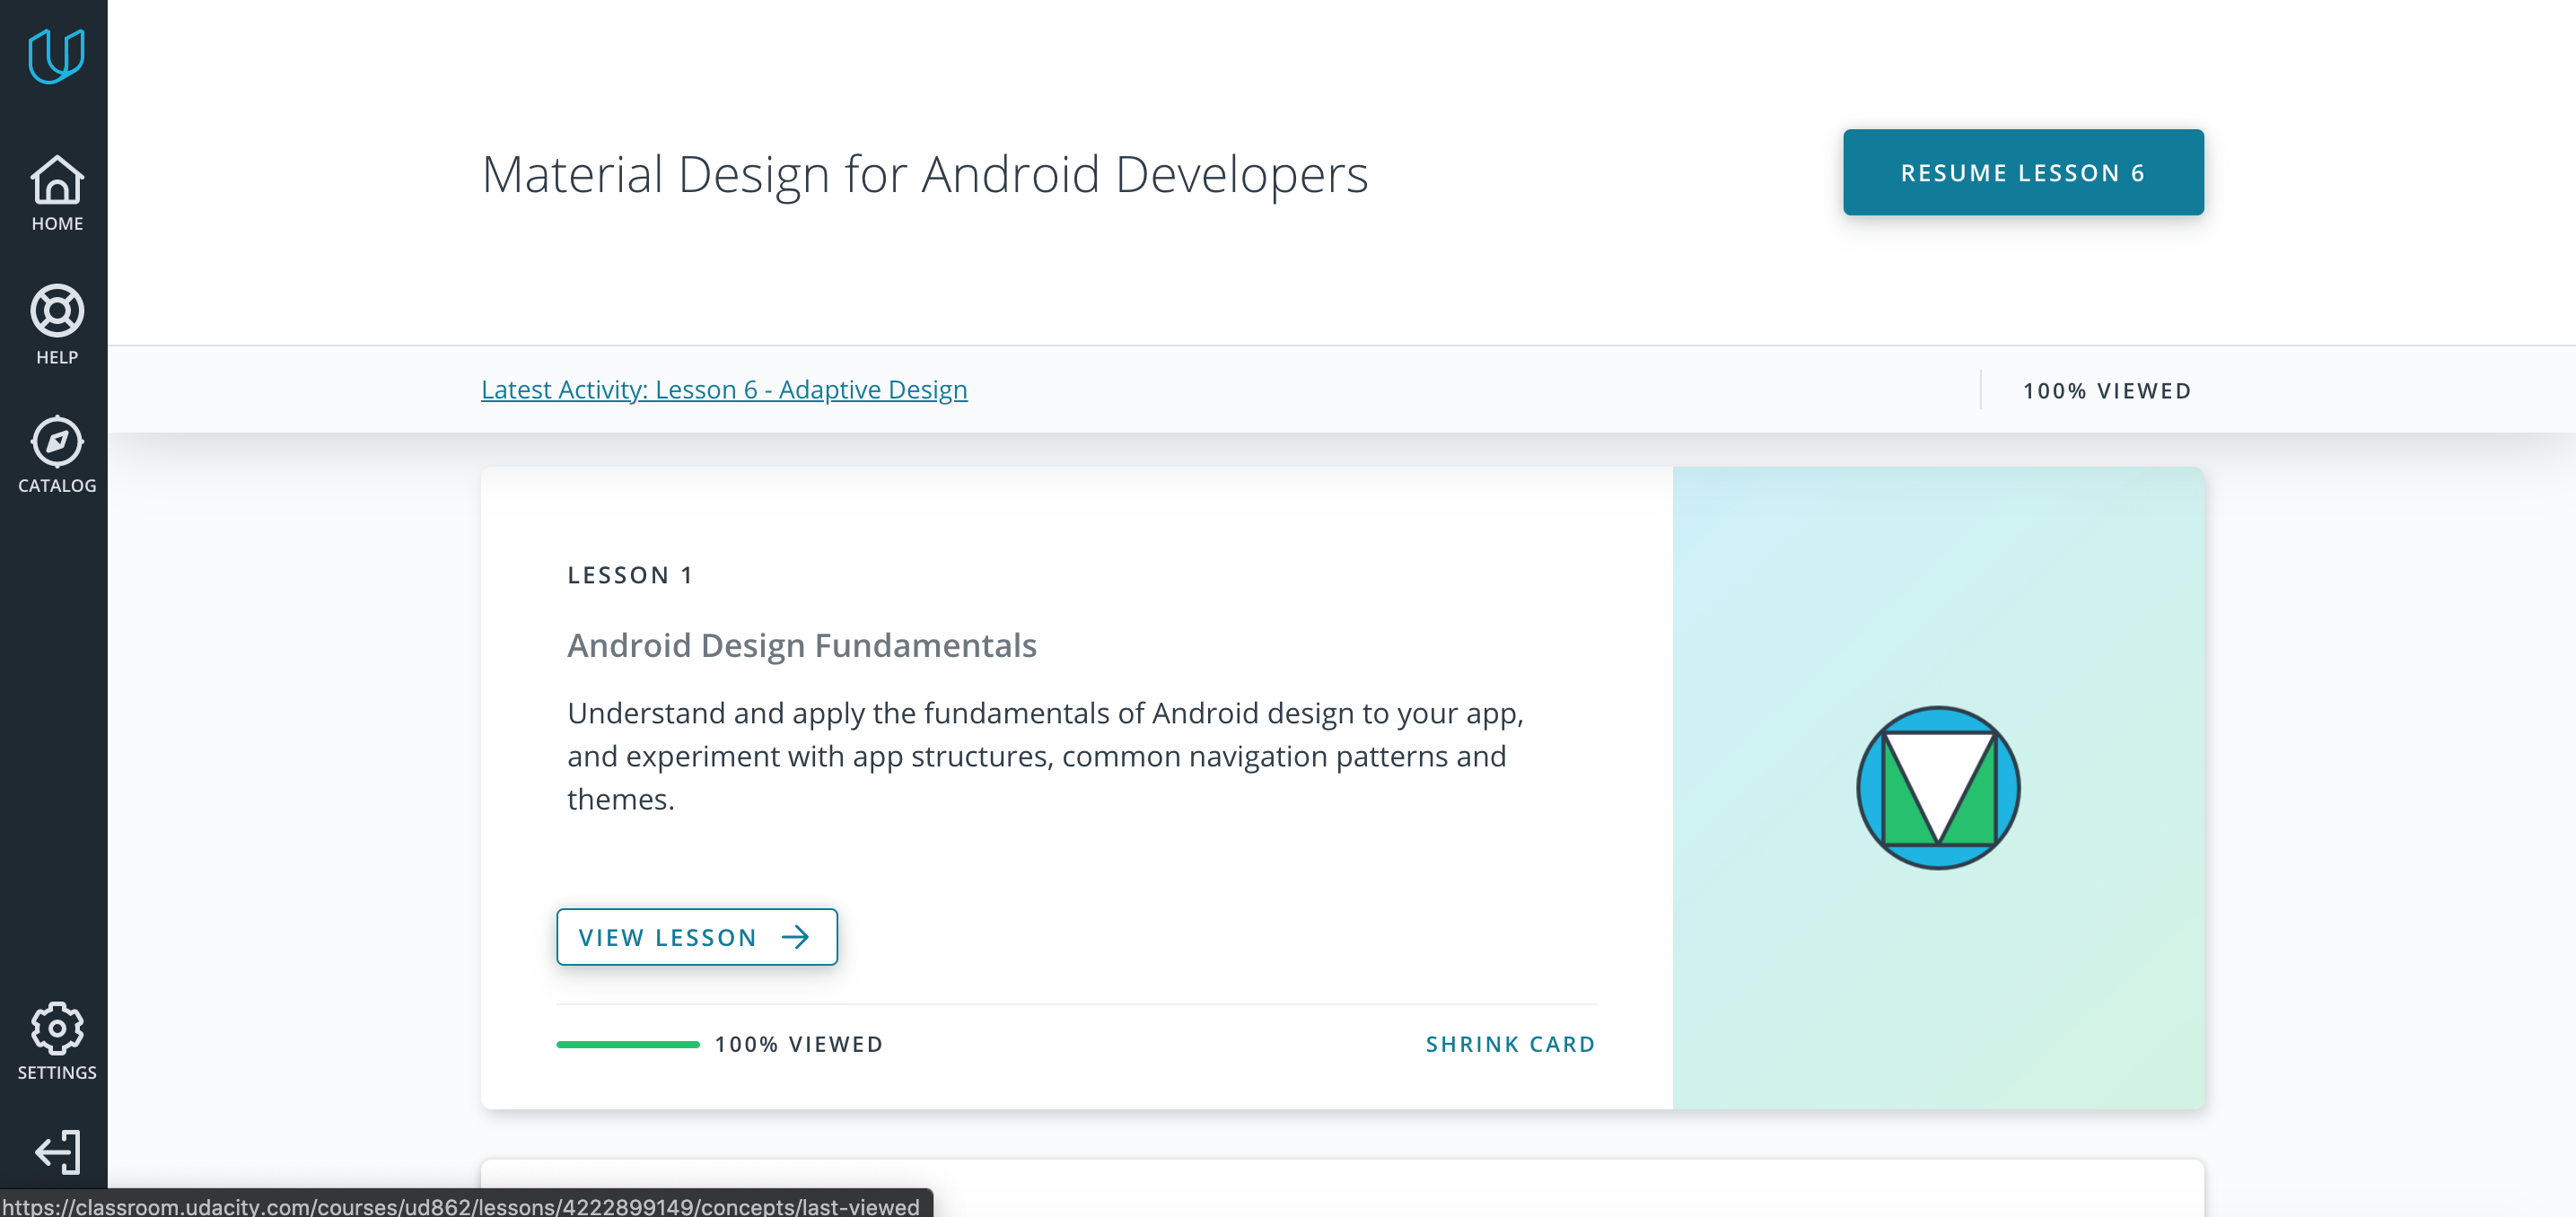 HOME
HELP
CATALOG
SETTINGS
Material Design for Android Developers
RESUME LESSON 6
Latest Activity: Lesson 6 - Adaptive Design
100% VIEWED
LESSON 1
Android Design Fundamentals
Understand and apply the fundamentals of Android design to your app,
and experiment with app structures, common navigation patterns and
themes.
VIEW LESSON
100% VIEWED
SHRINK CARD
https://classroom.udacity.com/courses/ud862/lessons/4222899149/concepts/last-viewed